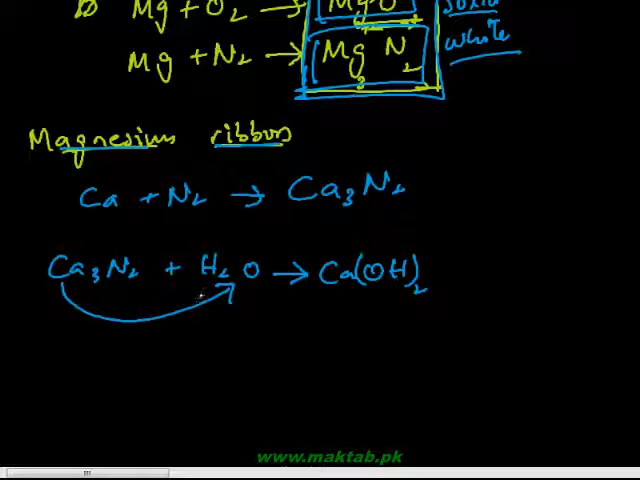 Mg + O₂ → MgO solid
Mg + N₂ → Mg₃N₂ white
Magnesium ribbon
Ca + N₂ → Ca₃N₂
Ca₃N₂ + H₂O → Ca(OH)₂
www.maktab.pk